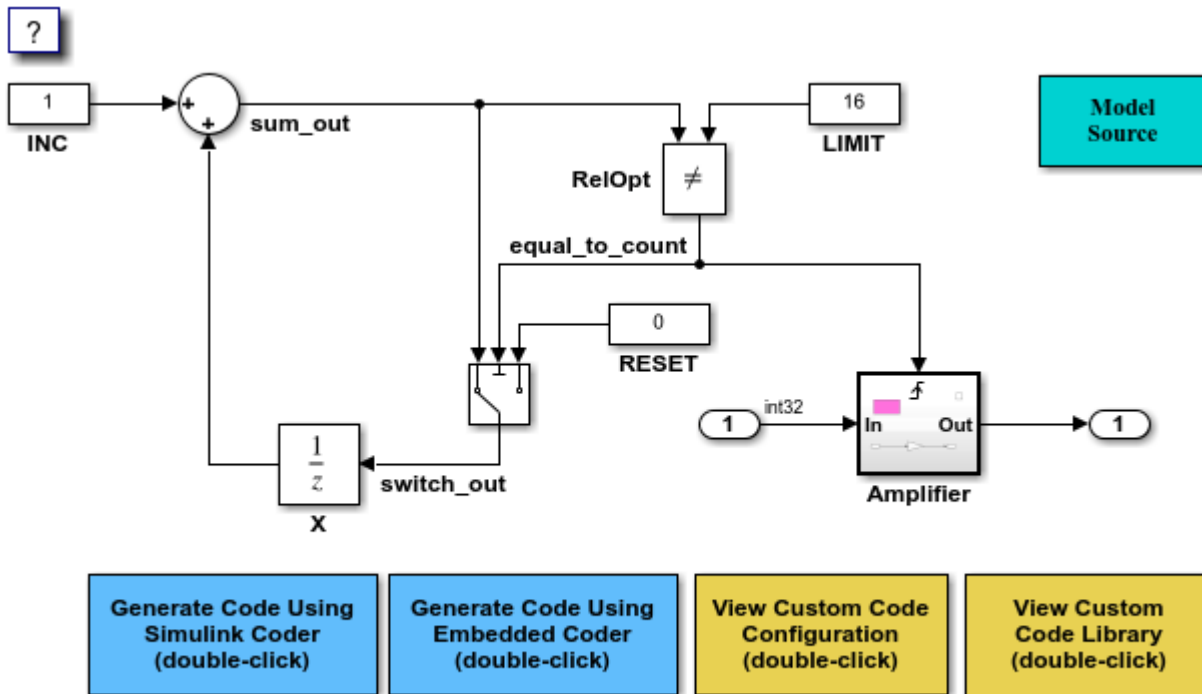 ?
1
INC
+
+
sum_out
16
LIMIT
Model
Source
RelOpt
≠
equal_to_count
0
RESET
1
int32
In
Out
1
Amplifier
1
z
X
switch_out
Generate Code Using
Simulink Coder
(double-click)
Generate Code Using
Embedded Coder
(double-click)
View Custom Code
Configuration
(double-click)
View Custom
Code Library
(double-click)